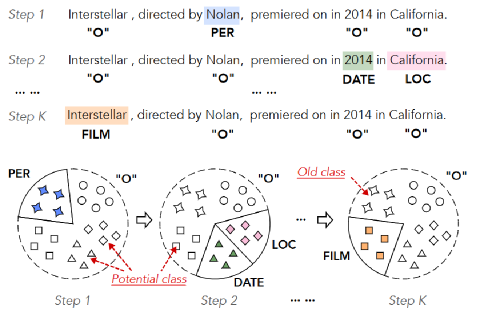 Step 1 Interstellar , directed by Nolan, premiered on in 2014 in California.
"O" "O" PER "O" "O"
Step 2 Interstellar, directed by Nolan, premiered on in 2014 in California.
"O" "O" DATE LOC
... ... ... ...
Step K Interstellar , directed by Nolan, premiered on in 2014 in California.
FILM "O" "O" "O"
PER "O" "O" Old class "O"
... LOC FILM
Potential class DATE
Step 1 Step 2 ... ... Step K